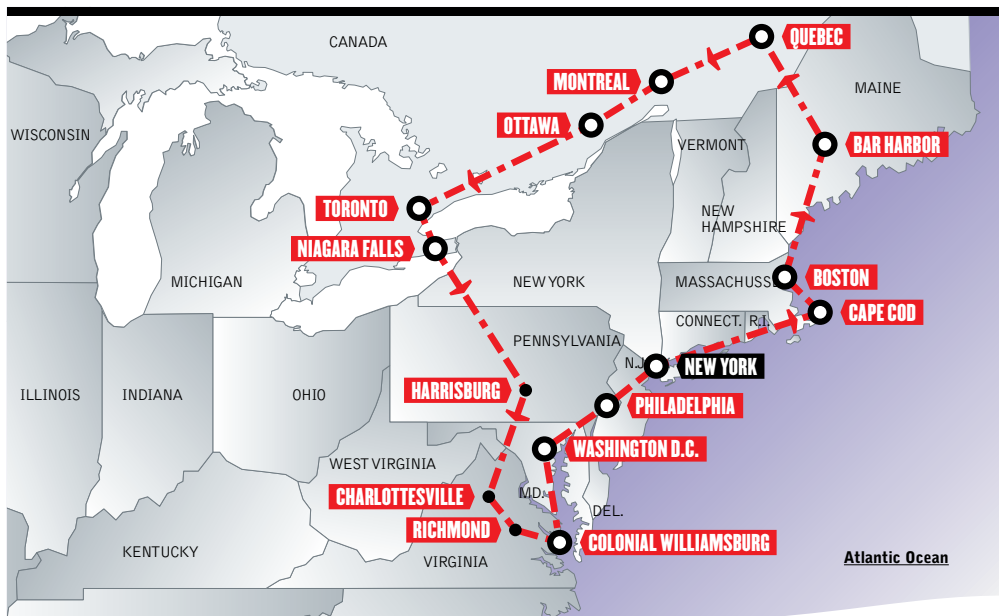 QUEBEC
CANADA
MONTREAL
MAINE
OTTAWA
WISCONSIN
VERMONT
BAR HARBOR
TORONTO
NEW
HAMPSHIRE
NIAGARA FALLS
MICHIGAN
NEW YORK
MASSACHUSSE
BOSTON
CONNECT.
R.I.
CAPE COD
PENNSYLVANIA
N.J.
NEW YORK
ILLINOIS
INDIANA
OHIO
HARRISBURG
PHILADELPHIA
WASHINGTON D.C.
WEST VIRGINIA
CHARLOTTESVILLE
MD.
DEL.
RICHMOND
COLONIAL WILLIAMSBURG
KENTUCKY
VIRGINIA
Atlantic Ocean